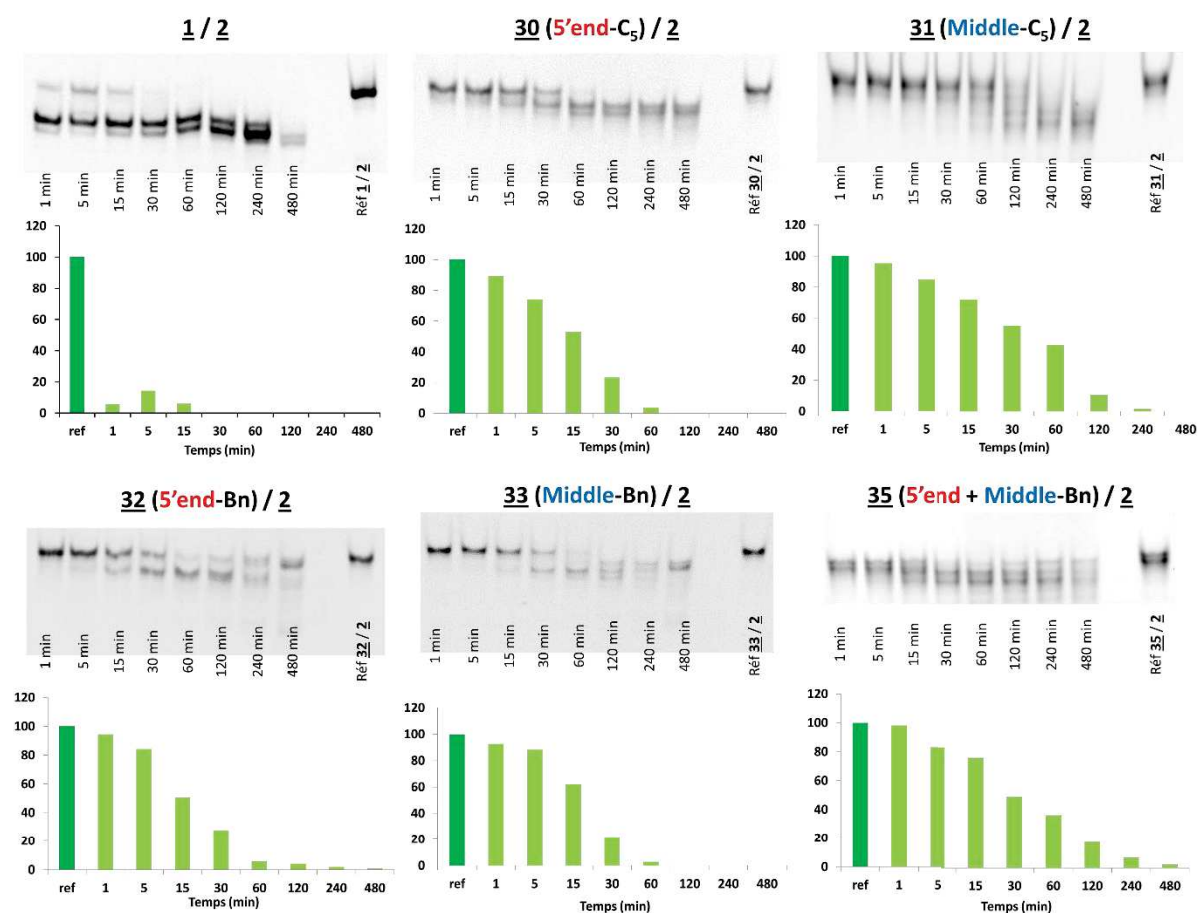 1 / 2
1 min
5 min
15 min
30 min
60 min
120 min
240 min
480 min
Réf 1 / 2
120
100
80
60
40
20
0
ref 1 5 15 30 60 120 240 480
Temps (min)
30 (5'end-C5) / 2
1 min
5 min
15 min
30 min
60 min
120 min
240 min
480 min
Réf 30 / 2
120
100
80
60
40
20
0
ref 1 5 15 30 60 120 240 480
Temps (min)
31 (Middle-C5) / 2
1 min
5 min
15 min
30 min
60 min
120 min
240 min
480 min
Réf 31 / 2
120
100
80
60
40
20
0
ref 1 5 15 30 60 120 240 480
Temps (min)
32 (5'end-Bn) / 2
1 min
5 min
15 min
30 min
60 min
120 min
240 min
480 min
Réf 32 / 2
120
100
80
60
40
20
0
ref 1 5 15 30 60 120 240 480
Temps (min)
33 (Middle-Bn) / 2
1 min
5 min
15 min
30 min
60 min
120 min
240 min
480 min
Réf 33 / 2
120
100
80
60
40
20
0
ref 1 5 15 30 60 120 240 480
Temps (min)
35 (5'end + Middle-Bn) / 2
1 min
5 min
15 min
30 min
60 min
120 min
240 min
480 min
Réf 35 / 2
120
100
80
60
40
20
0
ref 1 5 15 30 60 120 240 480
Temps (min)